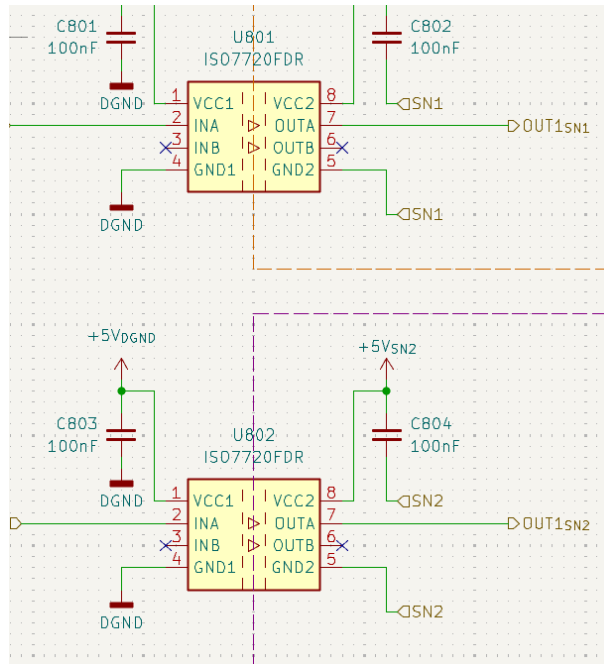 C801
100nF
DGND
U801
ISO7720FDR
C802
100nF
SN1
1 VCC1 VCC2 8
2 INA OUTA 7
3 INB OUTB 6
4 GND1 GND2 5
OUT1SN1
DGND
SN1
+5VDGND
+5VSN2
C803
100nF
DGND
U802
ISO7720FDR
C804
100nF
SN2
1 VCC1 VCC2 8
2 INA OUTA 7
3 INB OUTB 6
4 GND1 GND2 5
OUT1SN2
DGND
SN2